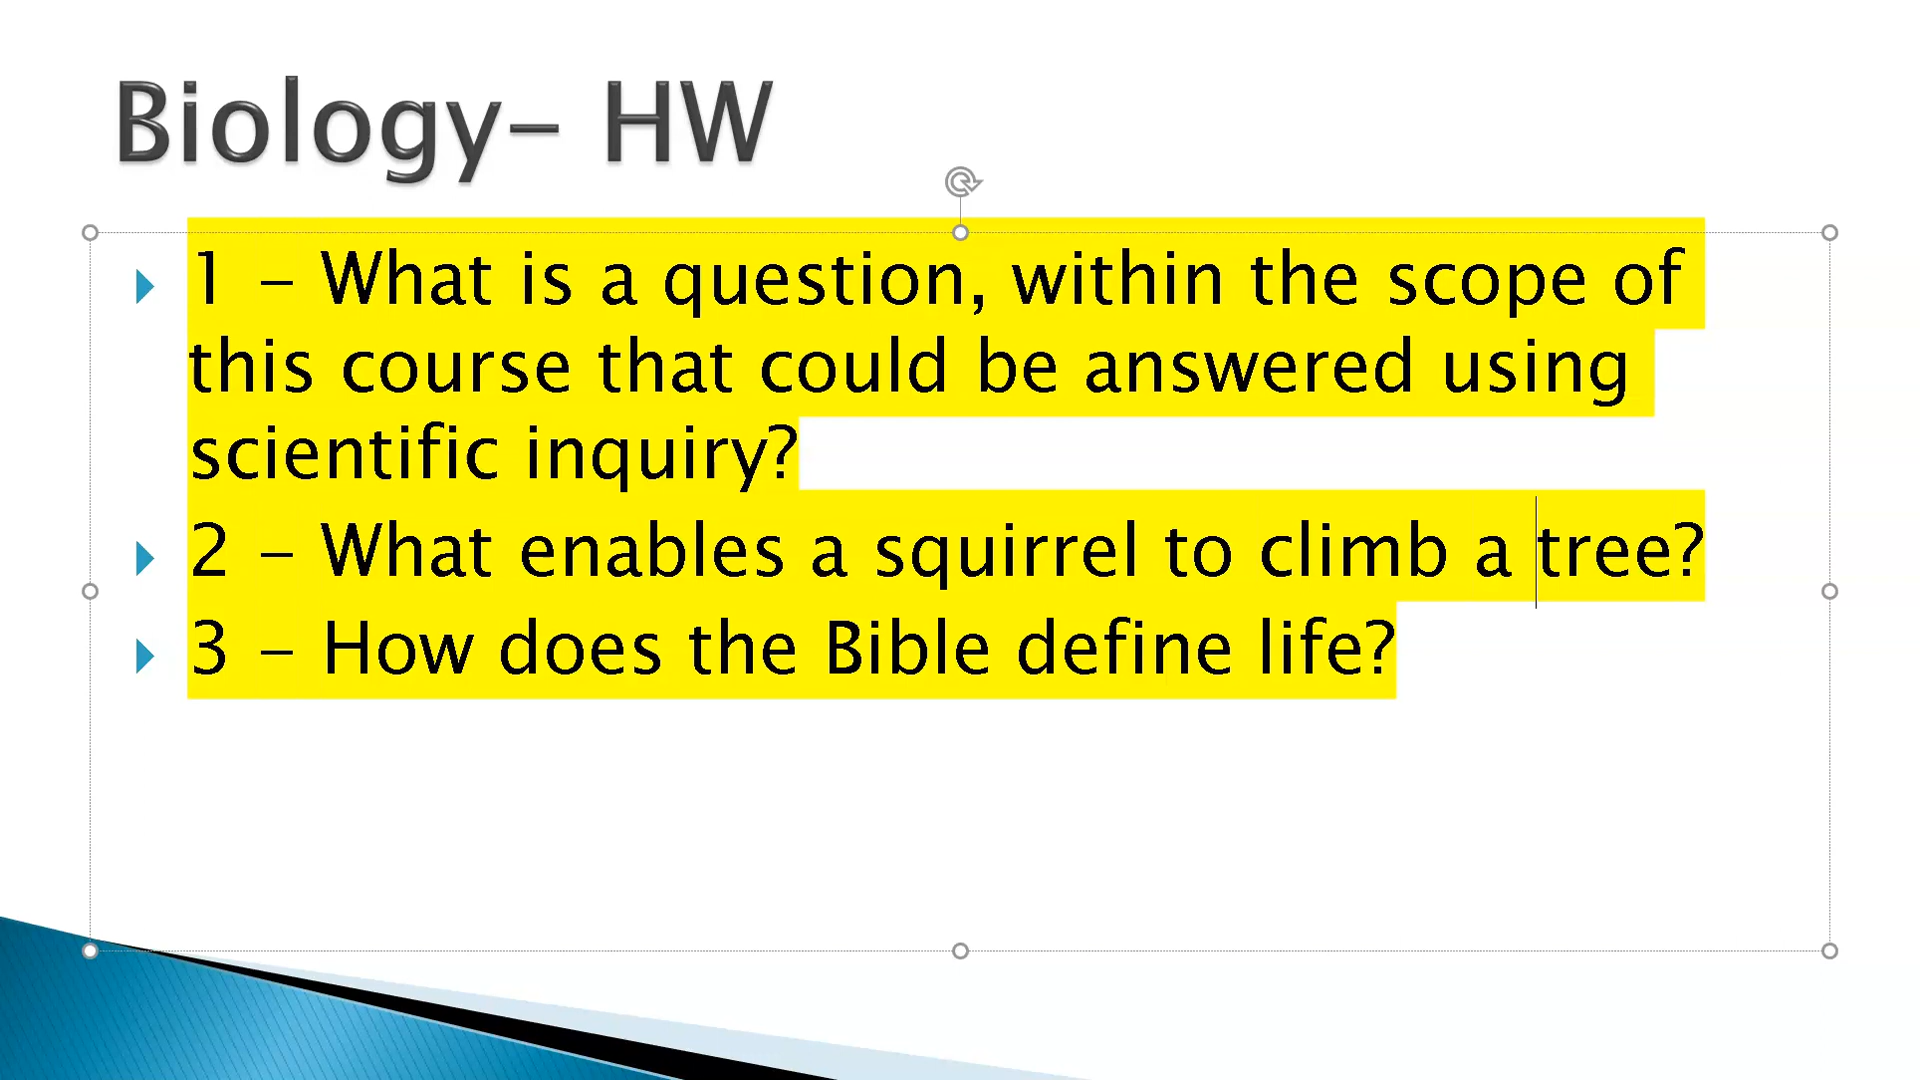 Biology- HW
1 - What is a question, within the scope of
this course that could be answered using
scientific inquiry?
2 - What enables a squirrel to climb a tree?
3 - How does the Bible define life?